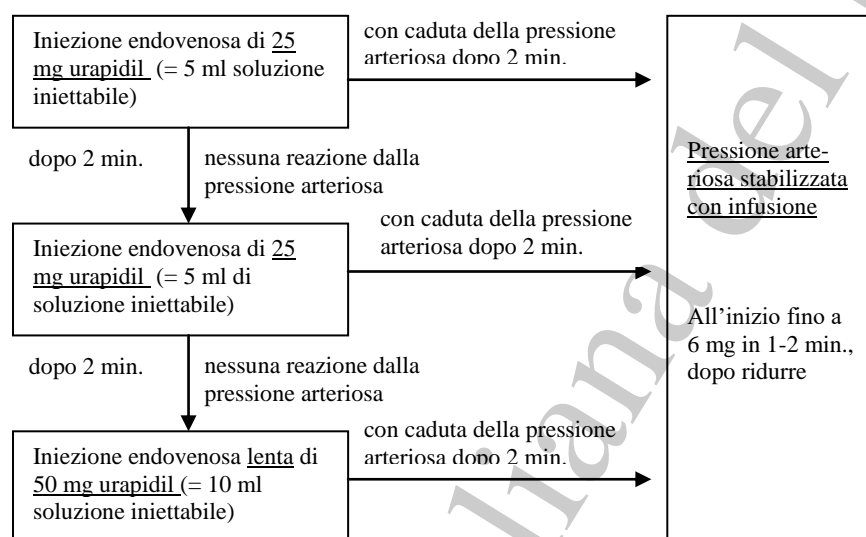 Iniezione endovenosa di 25
mg urapidil (= 5 ml soluzione
iniettabile)
con caduta della pressione
arteriosa dopo 2 min.
dopo 2 min.
nessuna reazione dalla
pressione arteriosa
Iniezione endovenosa di 25
mg urapidil (= 5 ml di
soluzione iniettabile)
con caduta della pressione
arteriosa dopo 2 min.
dopo 2 min.
nessuna reazione dalla
pressione arteriosa
Iniezione endovenosa lenta di
50 mg urapidil (= 10 ml
soluzione iniettabile)
con caduta della pressione
arteriosa dopo 2 min.
Pressione arte-
riosa stabilizzata
con infusione
All’inizio fino a
6 mg in 1-2 min.,
dopo ridurre
liana del